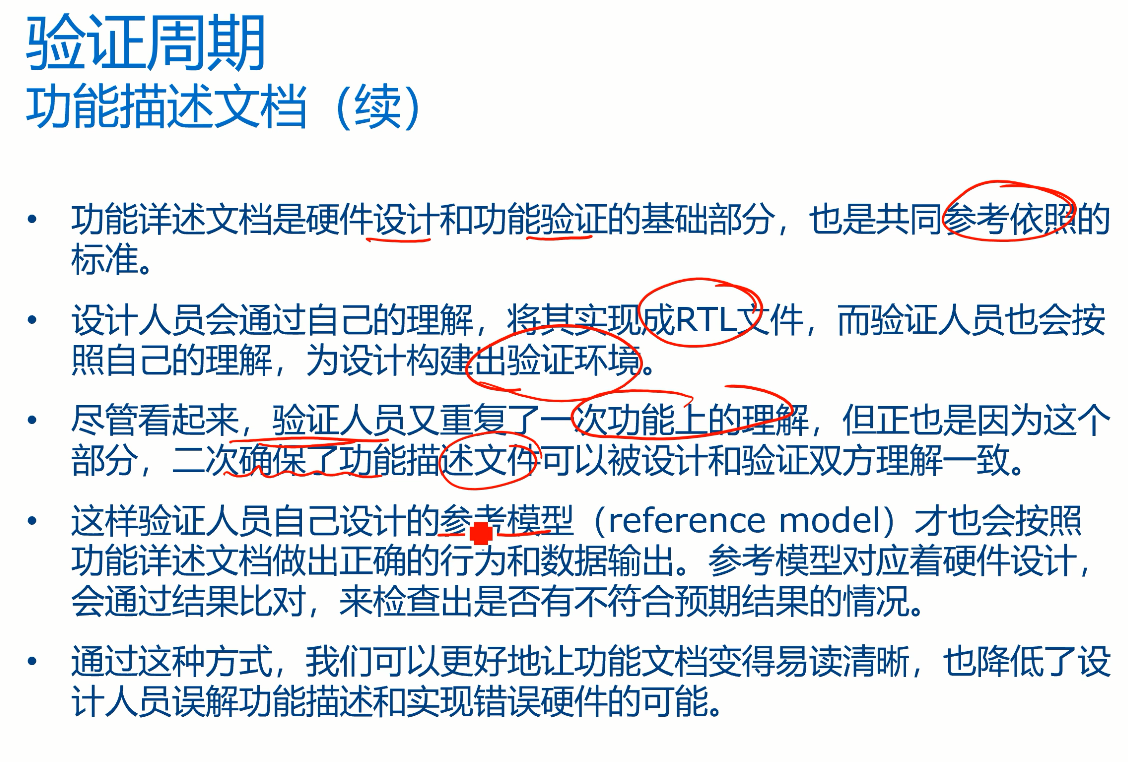 验证周期
功能描述文档（续）
• 功能详述文档是硬件设计和功能验证的基础部分，也是共同参考依照的
标准。
• 设计人员会通过自己的理解，将其实现成RTL文件，而验证人员也会按
照自己的理解，为设计构建出验证环境。
• 尽管看起来，验证人员又重复了一次功能上的理解，但正也是因为这个
部分，二次确保了功能描述文件可以被设计和验证双方理解一致。
• 这样验证人员自己设计的参考模型（reference model）才也会按照
功能详述文档做出正确的行为和数据输出。参考模型对应着硬件设计，
会通过结果比对，来检查出是否有不符合预期结果的情况。
• 通过这种方式，我们可以更好地让功能文档变得易读清晰，也降低了设
计人员误解功能描述和实现错误硬件的可能。